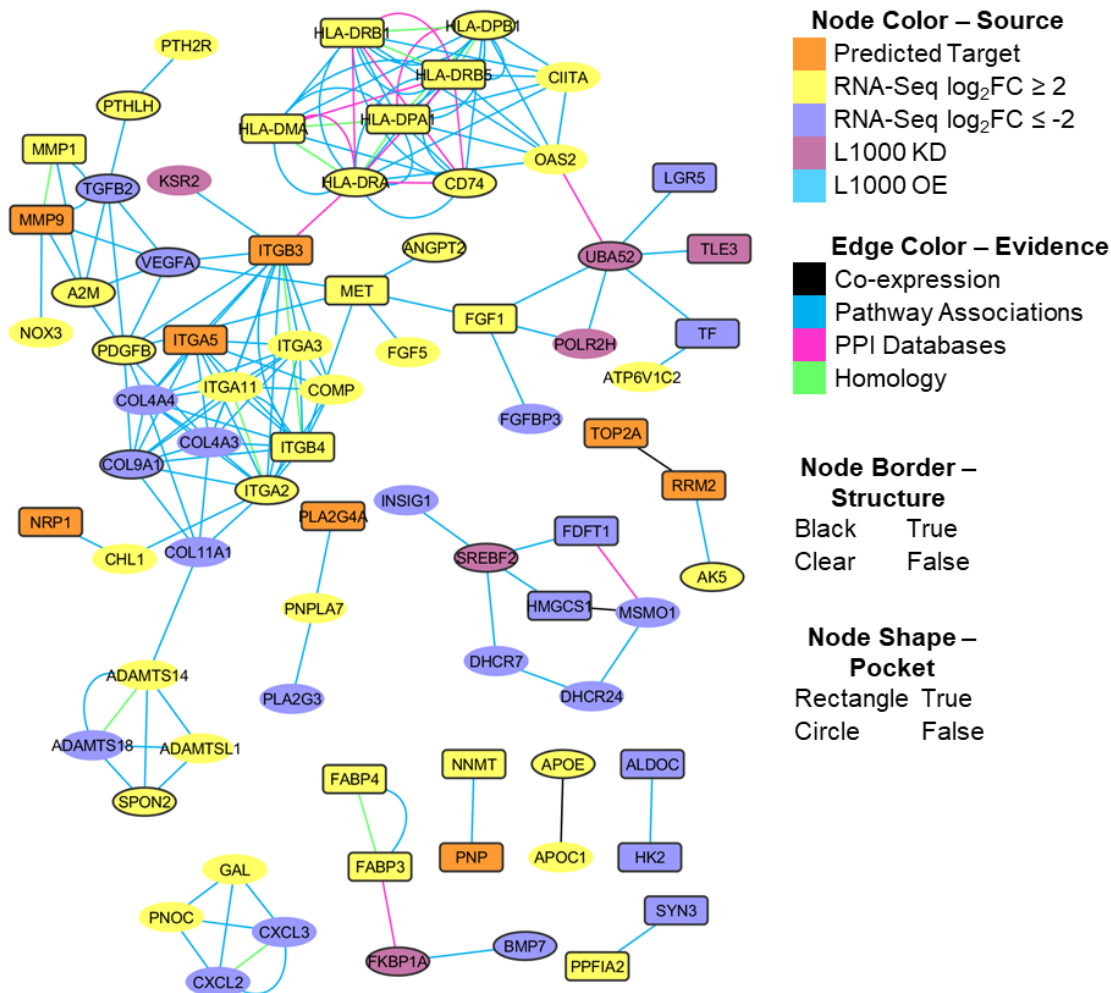 HLA-DRB1
HLA-DPB1
PTH2R
HLA-DRB5
CIITA
PTHLH
HLA-DMA
HLA-DPA1
MMP1
OAS2
TGFB2
KSR2
HLA-DRA
CD74
LGR5
MMP9
ITGB3
ANGPT2
UBA52
TLE3
VEGFA
A2M
MET
FGF1
NOX3
PDGFB
ITGA5
ITGA3
FGF5
POLR2H
TF
ITGA11
COMP
ATP6V1C2
COL4A4
FGFBP3
COL4A3
ITGB4
TOP2A
COL9A1
ITGA2
RRM2
INSIG1
NRP1
PLA2G4A
FDFT1
CHL1
COL11A1
SREBF2
AK5
PNPLA7
HMGCS1
MSMO1
DHCR7
ADAMTS14
PLA2G3
DHCR24
ADAMTS18
ADAMTSL1
SPON2
FABP4
NNMT
APOE
ALDOC
FABP3
PNP
APOC1
HK2
GAL
PNOC
CXCL3
SYN3
CXCL2
FKBP1A
BMP7
PPFIA2
Node Color – Source
Predicted Target
RNA-Seq log₂FC ≥ 2
RNA-Seq log₂FC ≤ -2
L1000 KD
L1000 OE
Edge Color – Evidence
Co-expression
Pathway Associations
PPI Databases
Homology
Node Border –
Structure
Black True
Clear False
Node Shape –
Pocket
Rectangle True
Circle False